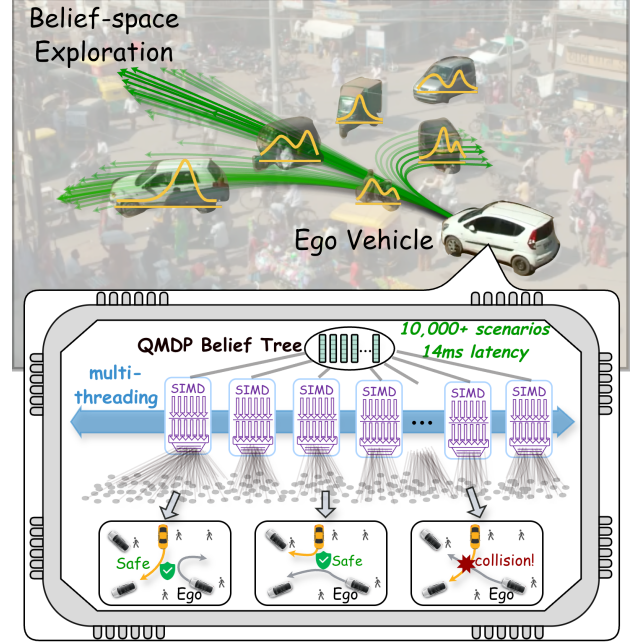 Belief-space
Exploration
Ego Vehicle
QMDP Belief Tree
...
10,000+ scenarios
14ms latency
multi-
threading
SIMD
SIMD
SIMD
SIMD
...
SIMD
SIMD
Safe
Ego
Safe
Ego
collision!
Ego